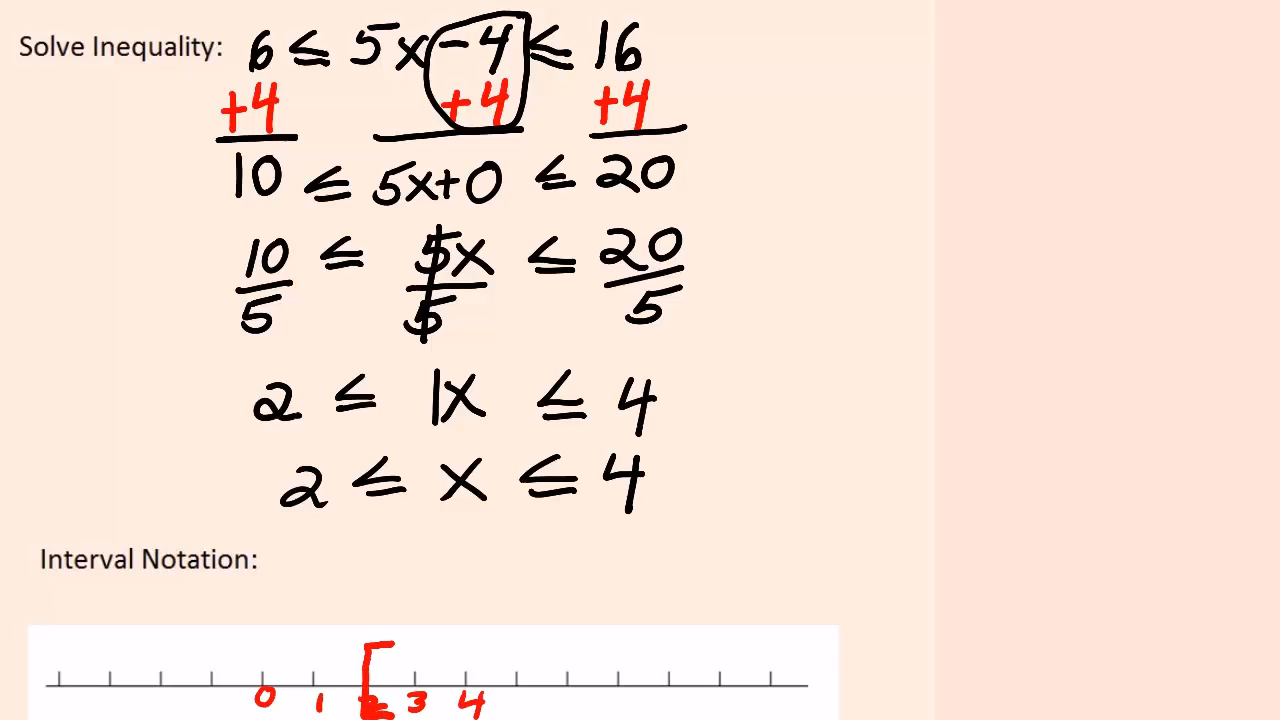 Solve Inequality: 6 ≤ 5x -4 ≤ 16
+4 +4 +4
10 ≤ 5x+0 ≤ 20
10/5 ≤ 5x/5 ≤ 20/5
2 ≤ 1x ≤ 4
2 ≤ x ≤ 4
Interval Notation:
[
0 1 2 3 4